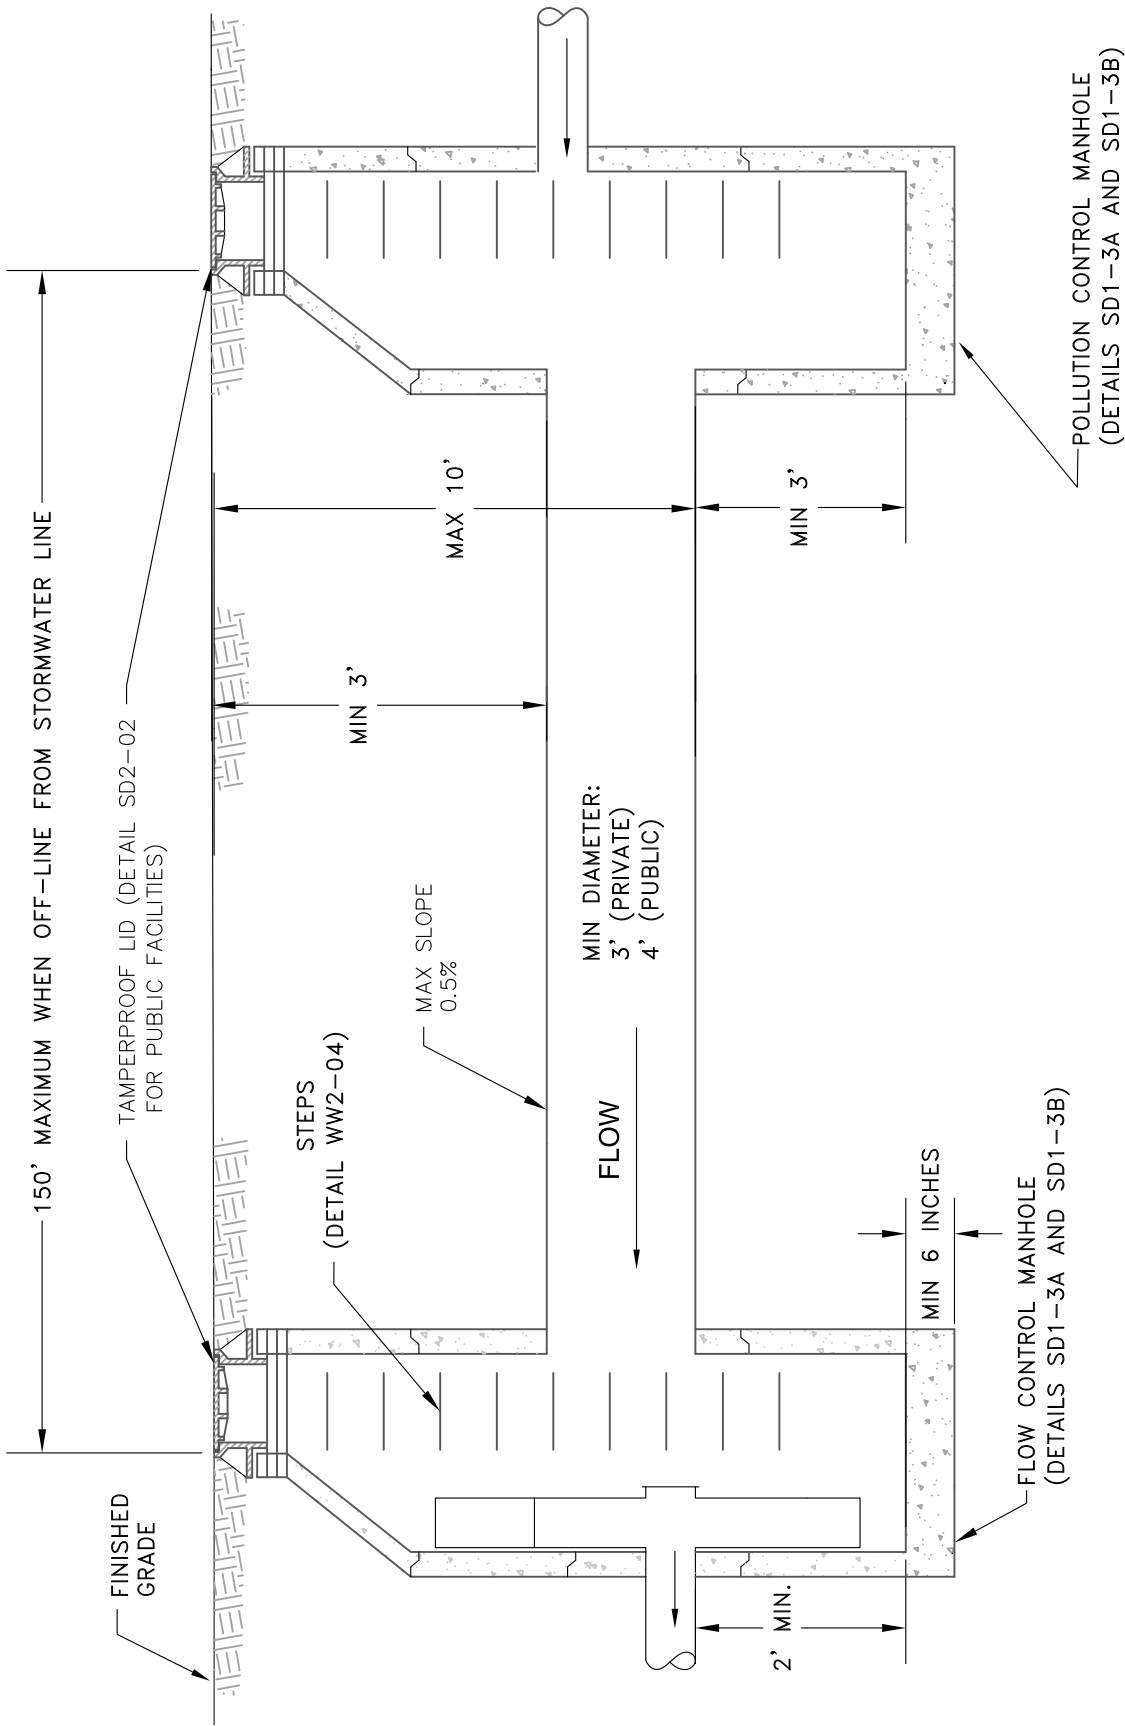 150' MAXIMUM WHEN OFF-LINE FROM STORMWATER LINE
FINISHED
GRADE
TAMPERPROOF LID (DETAIL SD2-02
FOR PUBLIC FACILITIES)
STEPS
(DETAIL WW2-04)
MAX SLOPE
0.5%
MIN 3'
MAX 10'
MIN DIAMETER:
3' (PRIVATE)
4' (PUBLIC)
FLOW
2' MIN.
MIN 6 INCHES
MIN 3'
FLOW CONTROL MANHOLE
(DETAILS SD1-3A AND SD1-3B)
POLLUTION CONTROL MANHOLE
(DETAILS SD1-3A AND SD1-3B)